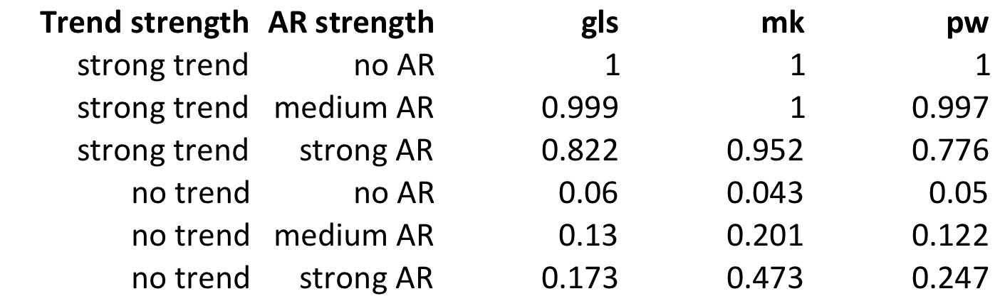 Trend strength AR strength gls mk pw
strong trend no AR 1 1 1
strong trend medium AR 0.999 1 0.997
strong trend strong AR 0.822 0.952 0.776
no trend no AR 0.06 0.043 0.05
no trend medium AR 0.13 0.201 0.122
no trend strong AR 0.173 0.473 0.247